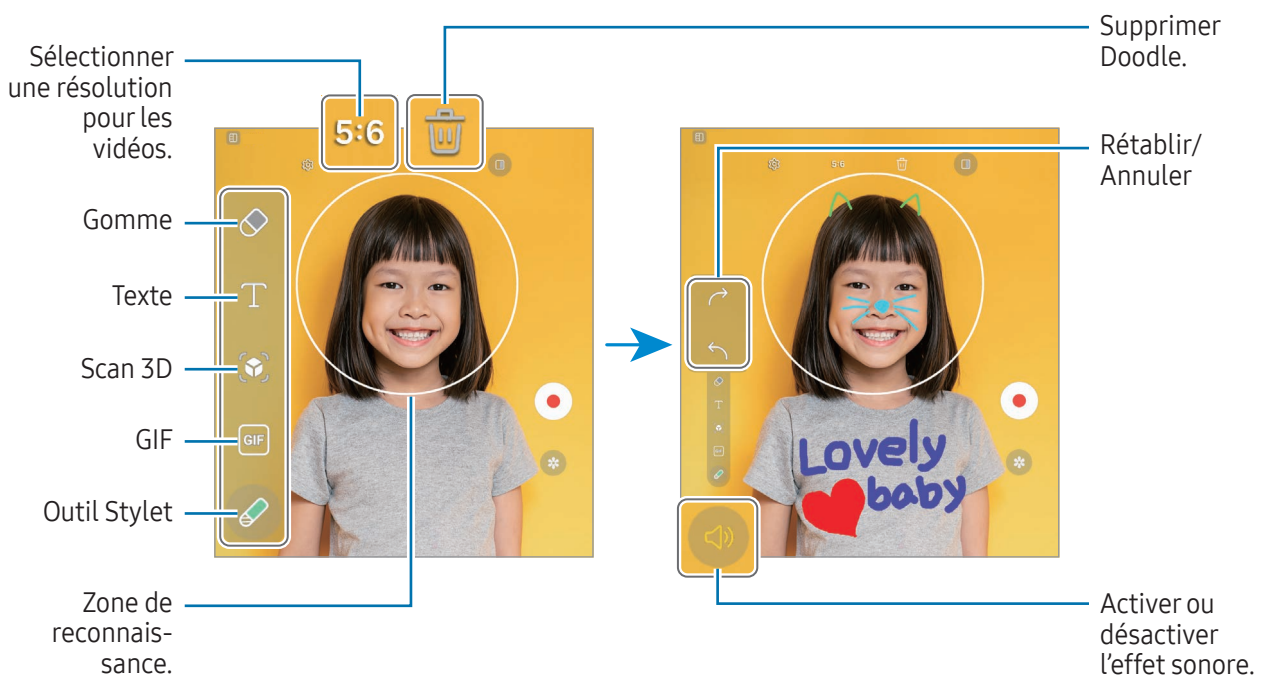 Sélectionner
une résolution
pour les
vidéos.
5:6
Supprimer
Doodle.
Gomme
Texte
T
Scan 3D
GIF
GIF
Outil Stylet
Zone de
reconnais-
sance.
5:6
Rétablir/
Annuler
T
GIF
Lovely
baby
Activer ou
désactiver
l'effet sonore.